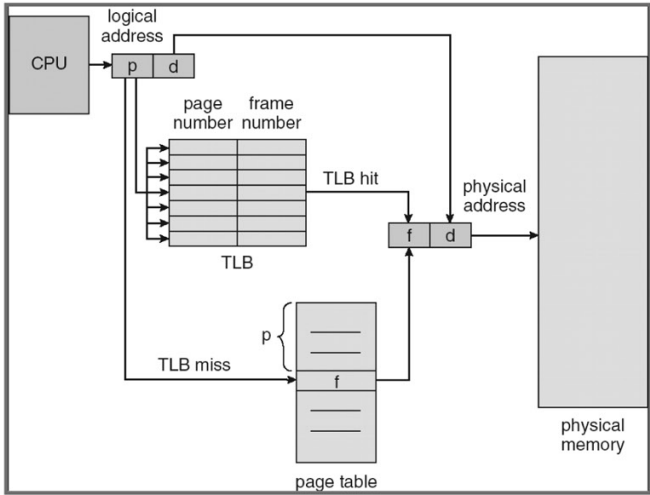 logical
address
CPU
p
d
page
number
frame
number
TLB hit
physical
address
f
d
TLB
p
TLB miss
f
physical
memory
page table